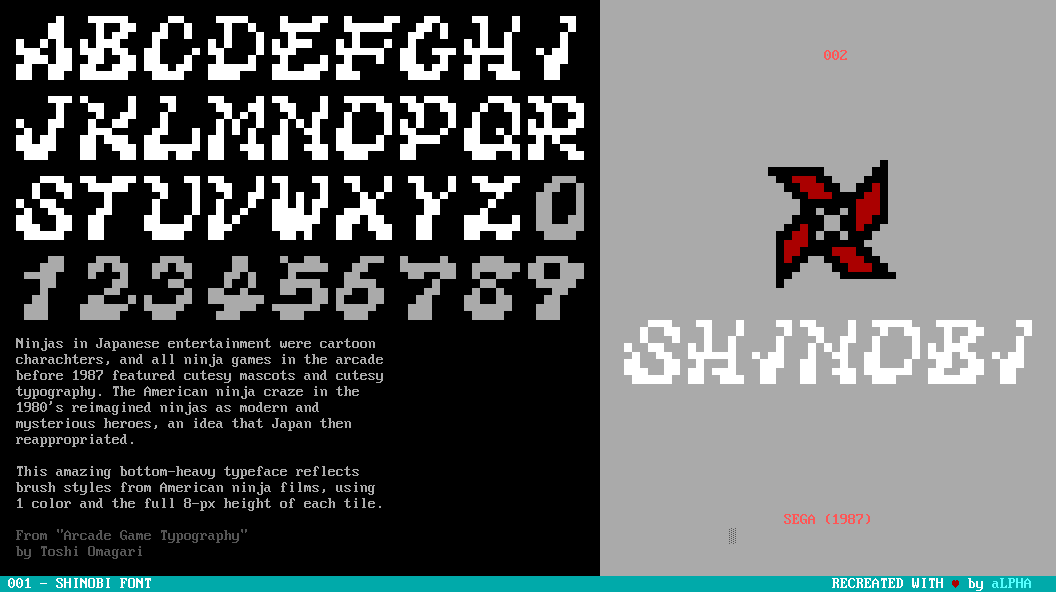 ABCDEFGHI
JKLMNOPQR
STUVWXYZ0
123456789
Ninjas in Japanese entertainment were cartoon
charachters, and all ninja games in the arcade
before 1987 featured cutesy mascots and cutesy
typography. The American ninja craze in the
1980's reimagined ninjas as modern and
mysterious heroes, an idea that Japan then
reappropriated.
This amazing bottom-heavy typeface reflects
brush styles from American ninja films, using
1 color and the full 8-px height of each tile.
From "Arcade Game Typography"
by Toshi Omagari
002
SHINOBI
SEGA (1987)
001 - SHINOBI FONT
RECREATED WITH ♥ by aLPHA